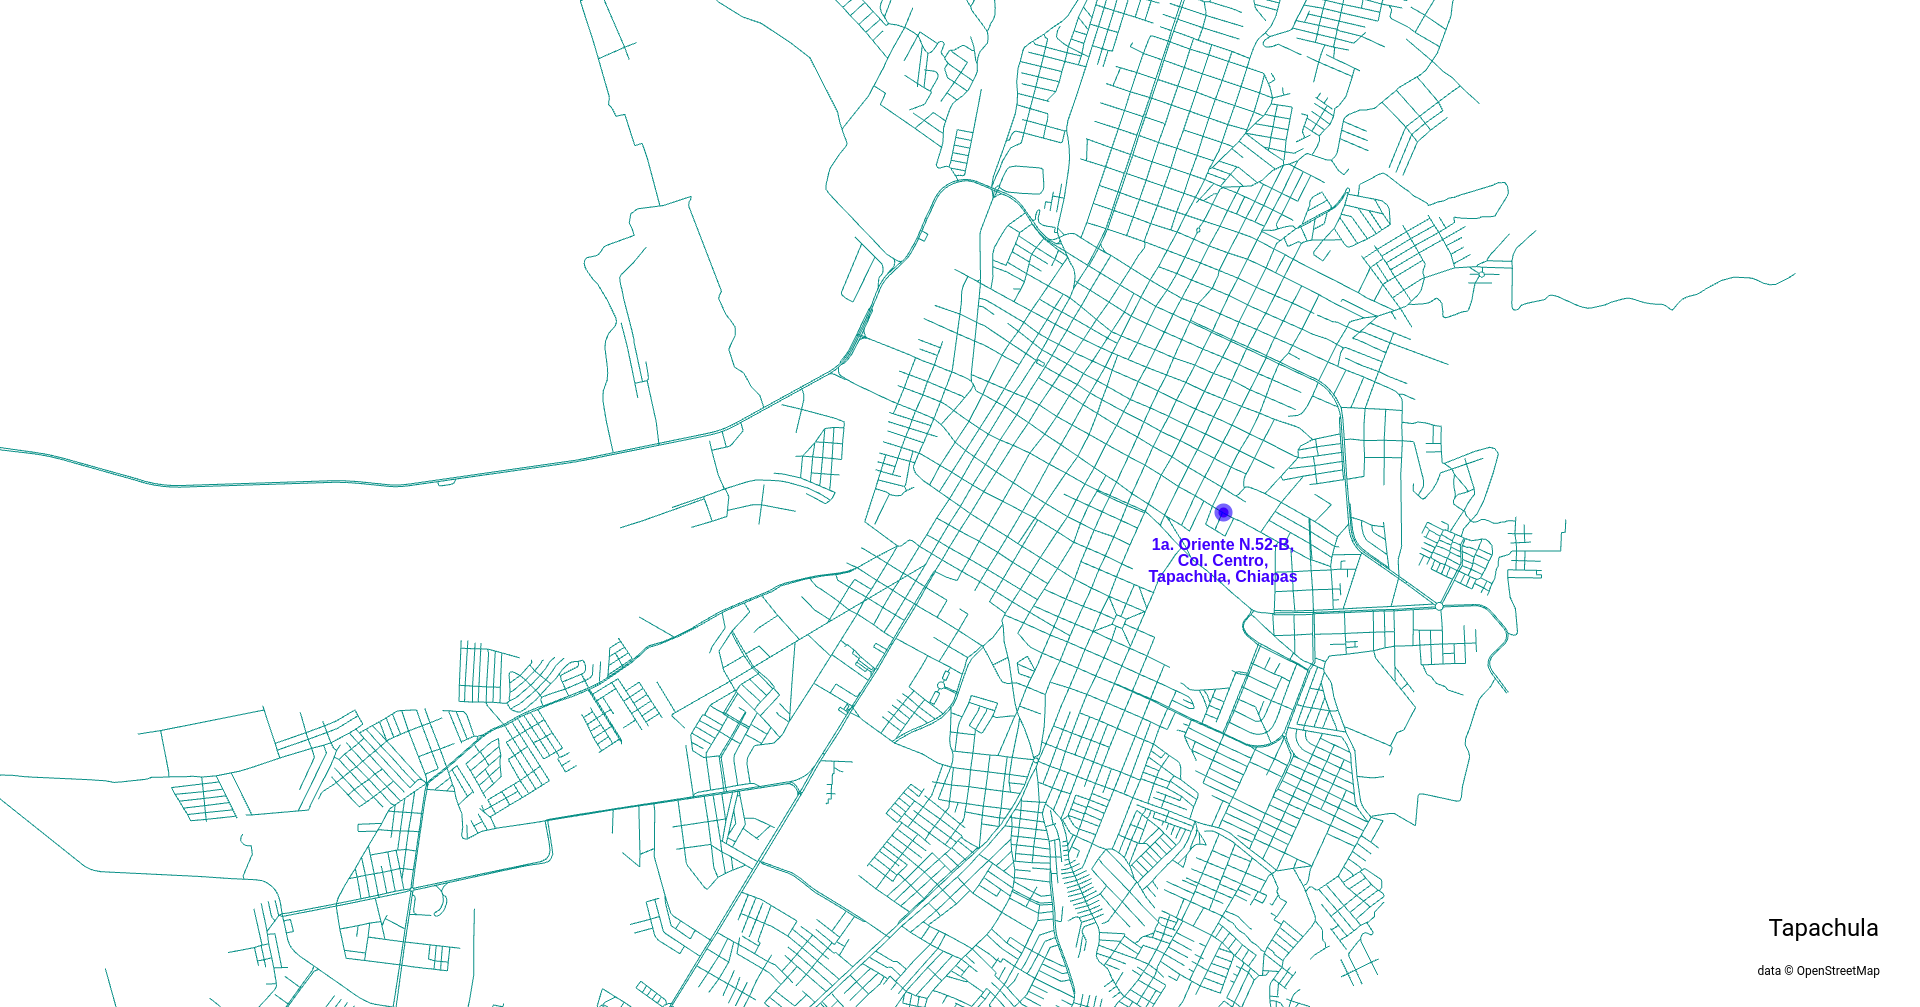 1a. Oriente N.52-B,
Col. Centro,
Tapachula, Chiapas
Tapachula
data © OpenStreetMap